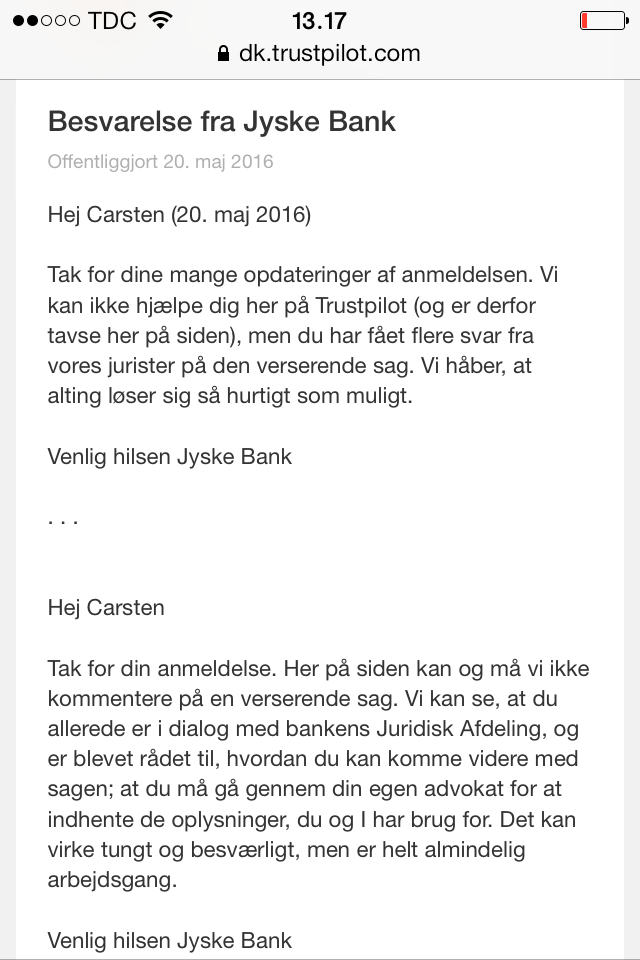 TDC 13.17
dk.trustpilot.com
Besvarelse fra Jyske Bank
Offentliggjort 20. maj 2016
Hej Carsten (20. maj 2016)
Tak for dine mange opdateringer af anmeldelsen. Vi
kan ikke hjælpe dig her på Trustpilot (og er derfor
tavse her på siden), men du har fået flere svar fra
vores jurister på den verserende sag. Vi håber, at
alting løser sig så hurtigt som muligt.
Venlig hilsen Jyske Bank
. . .
Hej Carsten
Tak for din anmeldelse. Her på siden kan og må vi ikke
kommentere på en verserende sag. Vi kan se, at du
allerede er i dialog med bankens Juridisk Afdeling, og
er blevet rådet til, hvordan du kan komme videre med
sagen; at du må gå gennem din egen advokat for at
indhente de oplysninger, du og I har brug for. Det kan
virke tungt og besværligt, men er helt almindelig
arbejdsgang.
Venlig hilsen Jyske Bank